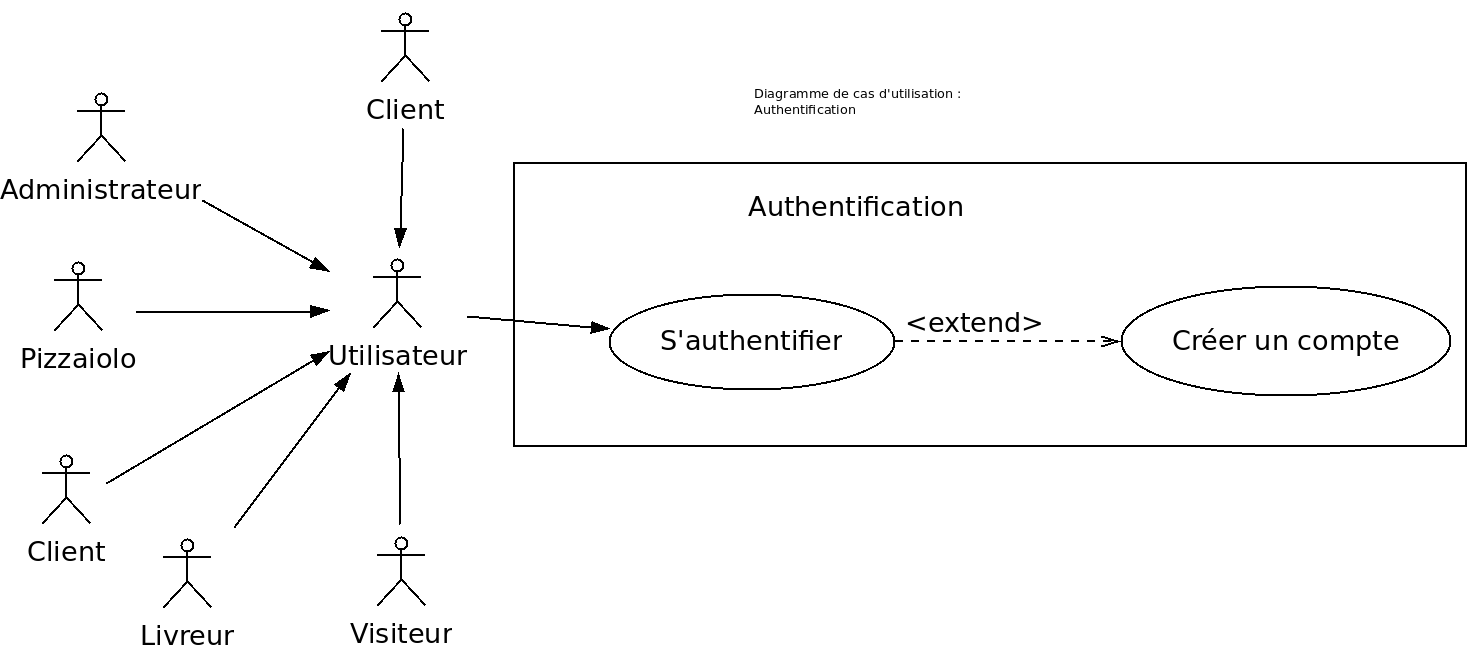 Client
Diagramme de cas d'utilisation :
Authentification
Administrateur
Authentification
Pizzaiolo
Utilisateur
S'authentifier
<extend>
Créer un compte
Client
Livreur
Visiteur